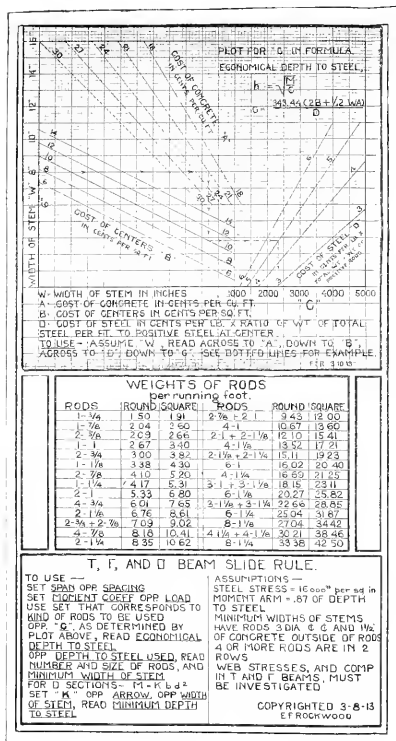 PLOT FOR "C" IN FORMULA
ECONOMICAL DEPTH TO STEEL,
h = √M/C
C = 343.44 (2B + 1/2 WA) / D
COST OF CONCRETE
IN CENTS PER CU. FT.
"A"
30 27 24 21 18
16"
14"
12"
10"
8"
6"
WIDTH OF STEM "W"
COST OF CENTERS
IN CENTS PER SQ. FT.
"B"
COST OF STEEL
1000 2000 3000 4000 5000
"C"
W- WIDTH OF STEM IN INCHES
A- COST OF CONCRETE IN CENTS PER CU. FT.
B- COST OF CENTERS IN CENTS PER SQ. FT.
D- COST OF STEEL IN CENTS PER LB. X RATIO OF WT OF TOTAL
STEEL PER FT. TO POSITIVE STEEL AT CENTER.
TO USE - ASSUME "W", READ ACROSS TO "A", DOWN TO "B",
ACROSS TO "D", DOWN TO "C". SEE DOTTED LINES FOR EXAMPLE.
WEIGHTS OF RODS
per running foot.
RODS ROUND SQUARE RODS ROUND SQUARE
1-3/4 1.50 1.91 2-7/8+2-1 9.43 12.00
1-7/8 2.04 2.60 4-1 10.67 13.60
2-5/8 2.09 2.66 2-1+2-1 1/8 12.10 15.41
1-1 2.67 3.40 4-1 1/8 13.52 17.21
2-3/4 3.00 3.82 2-1 1/8+2-1 1/4 15.11 19.23
1-1 1/8 3.38 4.30 6-1 16.02 20.40
2-7/8 4.10 5.20 4-1 1/4 16.69 21.25
1-1 1/4 4.17 5.31 3-1+3-1 1/8 18.15 23.11
2-1 5.33 6.80 6-1 1/8 20.27 25.82
4-3/4 6.01 7.65 3-1 1/8+3-1 1/4 22.66 28.85
2-1 1/8 6.76 8.61 6-1 1/4 25.04 31.87
2-3/4+2-7/8 7.09 9.02 8-1 1/8 27.04 34.42
4-7/8 8.18 10.41 4-1 1/4+4-1 1/8 30.21 38.46
2-1 1/4 8.35 10.62 8-1 1/4 33.38 42.50
T, Γ, AND □ BEAM SLIDE RULE.
TO USE —
SET SPAN OPP. SPACING
SET MOMENT COEFF OPP. LOAD
USE SET THAT CORRESPONDS TO
KIND OF RODS TO BE USED
OPP. "C", AS DETERMINED BY
PLOT ABOVE, READ ECONOMICAL
DEPTH TO STEEL
OPP DEPTH TO STEEL USED, READ
NUMBER AND SIZE OF RODS, AND
MINIMUM WIDTH OF STEM
FOR □ SECTIONS- M=Kbd²
SET "K" OPP ARROW, OPP WIDTH
OF STEM, READ MINIMUM DEPTH
TO STEEL
ASSUMPTIONS —
STEEL STRESS = 16000# per sq in
MOMENT ARM = .87 OF DEPTH
TO STEEL
MINIMUM WIDTHS OF STEMS
HAVE RODS 3 DIA ¢ ¢ AND 1½"
OF CONCRETE OUTSIDE OF RODS
4 OR MORE RODS ARE IN 2
ROWS
WEB STRESSES, AND COMP
IN T AND Γ BEAMS, MUST
BE INVESTIGATED
COPYRIGHTED 3-8-13
E.F. ROCKWOOD